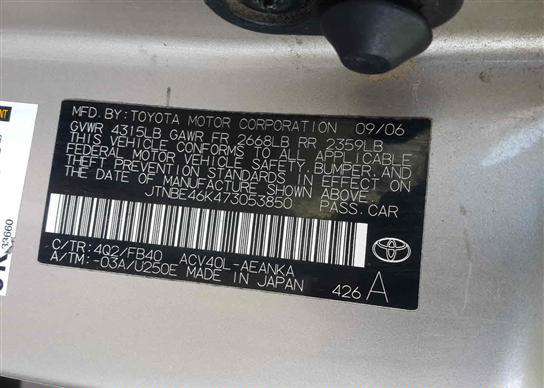 MFD. BY: TOYOTA MOTOR CORPORATION 09/06
GVWR 4315LB GAWR FR 2668LB RR 2359LB
THIS VEHICLE CONFORMS TO ALL APPLICABLE
FEDERAL MOTOR VEHICLE SAFETY, BUMPER, AND
THEFT PREVENTION STANDARDS IN EFFECT ON
THE DATE OF MANUFACTURE SHOWN ABOVE.
JTNBE46K473053850 PASS. CAR
C/TR: 4Q2/FB40 ACV40L-AEANKA
A/TM: -03A/U250E MADE IN JAPAN
426 A
TOYOTA
33660